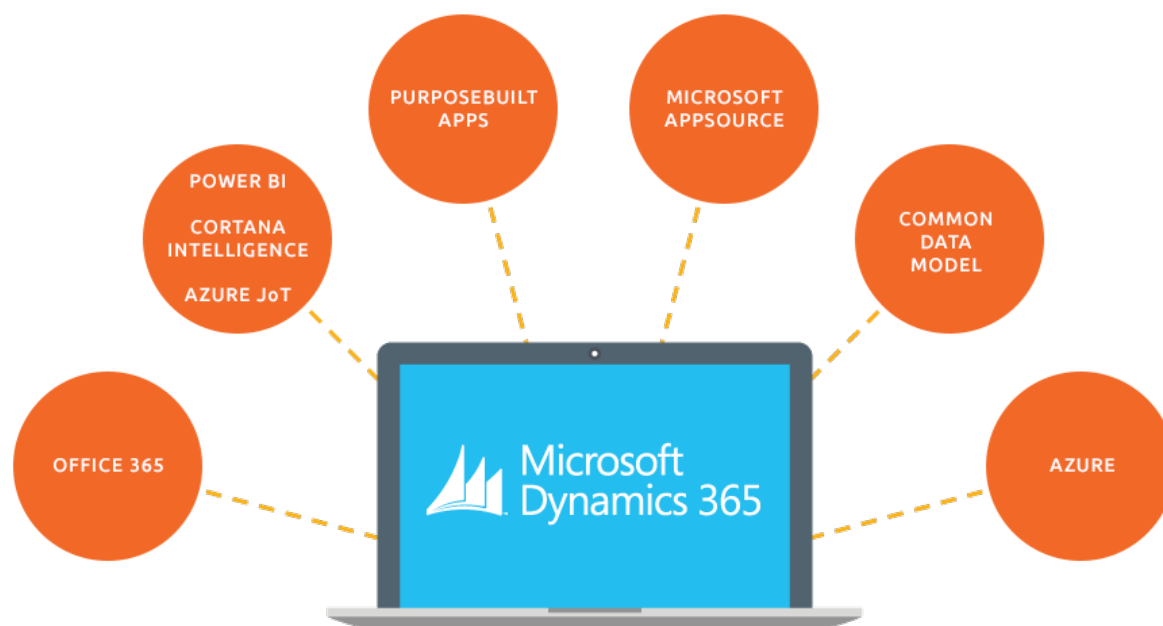 PURPOSEBUILT
APPS
MICROSOFT
APPSOURCE
POWER BI
CORTANA
INTELLIGENCE
AZURE JoT
COMMON
DATA
MODEL
OFFICE 365
Microsoft
Dynamics 365
AZURE